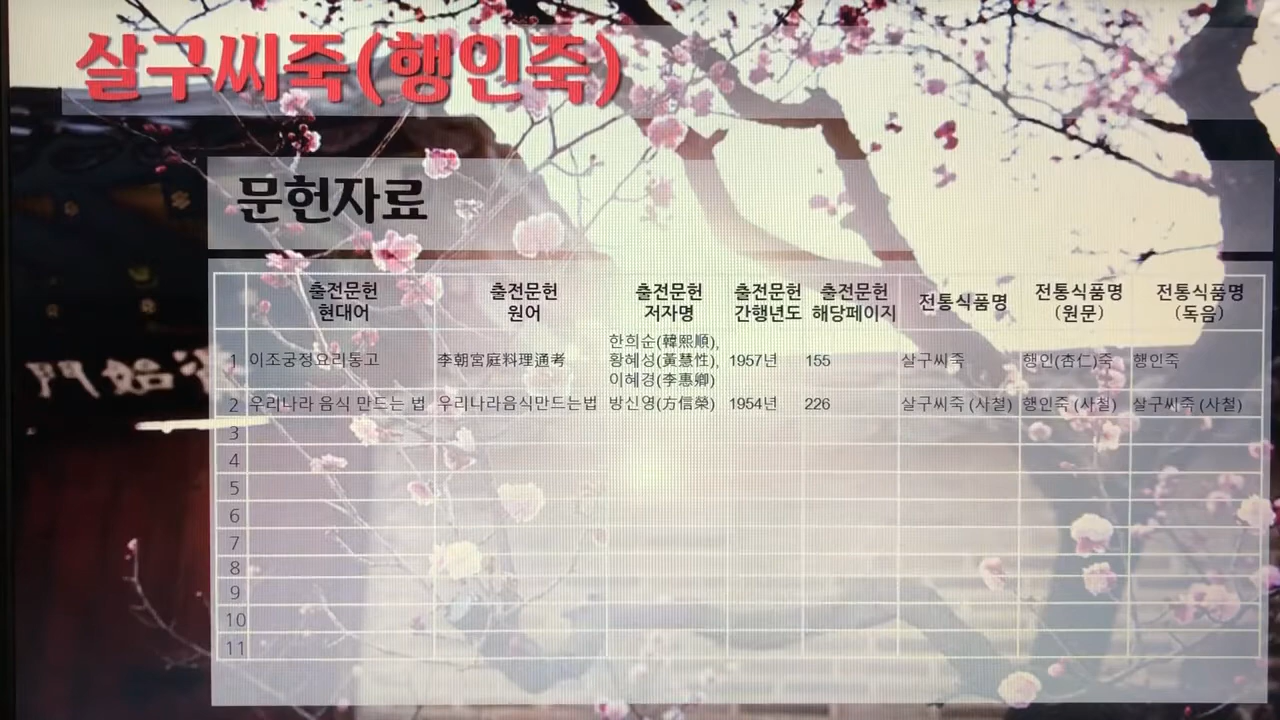 살구씨죽(행인죽)
문헌자료
출전문헌 현대어 출전문헌 원어 출전문헌 저자명 출전문헌 간행년도 출전문헌 해당페이지 전통식품명 전통식품명 (원문) 전통식품명 (독음)
1 이조궁정요리통고 李朝宮庭料理通考 한희순(韓熙順), 황혜성(黃慧性), 이혜경(李惠卿) 1957년 155 살구씨죽 행인(杏仁)죽 행인죽
2 우리나라 음식 만드는 법 우리나라음식만드는법 방신영(方信榮) 1954년 226 살구씨죽 (사철) 행인죽 (사철) 살구씨죽 (사철)
3
4
5
6
7
8
9
10
11